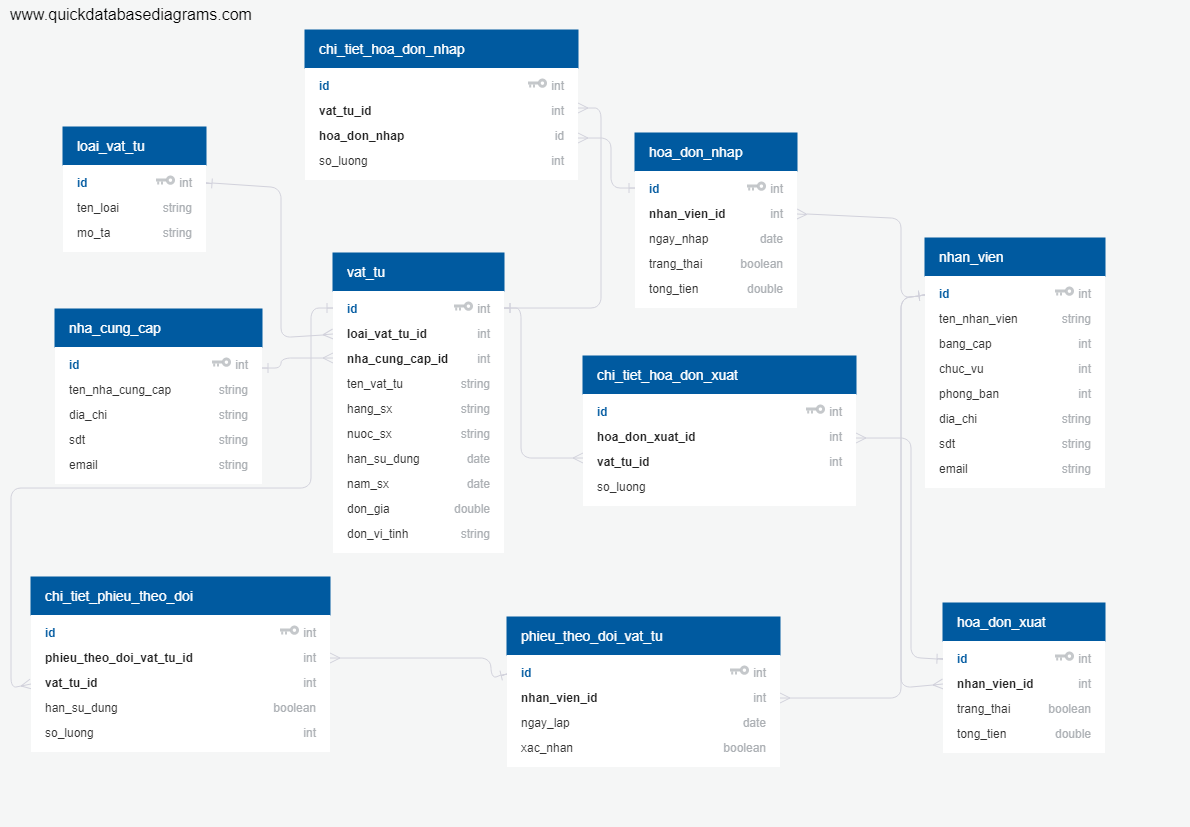 www.quickdatabasediagrams.com
chi_tiet_hoa_don_nhap
id int
vat_tu_id int
hoa_don_nhap id
so_luong int
loai_vat_tu
id int
ten_loai string
mo_ta string
hoa_don_nhap
id int
nhan_vien_id int
ngay_nhap date
trang_thai boolean
tong_tien double
nhan_vien
id int
ten_nhan_vien string
bang_cap int
chuc_vu int
phong_ban int
dia_chi string
sdt string
email string
vat_tu
id int
loai_vat_tu_id int
nha_cung_cap_id int
ten_vat_tu string
hang_sx string
nuoc_sx string
han_su_dung date
nam_sx date
don_gia double
don_vi_tinh string
nha_cung_cap
id int
ten_nha_cung_cap string
dia_chi string
sdt string
email string
chi_tiet_hoa_don_xuat
id int
hoa_don_xuat_id int
vat_tu_id int
so_luong
chi_tiet_phieu_theo_doi
id int
phieu_theo_doi_vat_tu_id int
vat_tu_id int
han_su_dung boolean
so_luong int
phieu_theo_doi_vat_tu
id int
nhan_vien_id int
ngay_lap date
xac_nhan boolean
hoa_don_xuat
id int
nhan_vien_id int
trang_thai boolean
tong_tien double